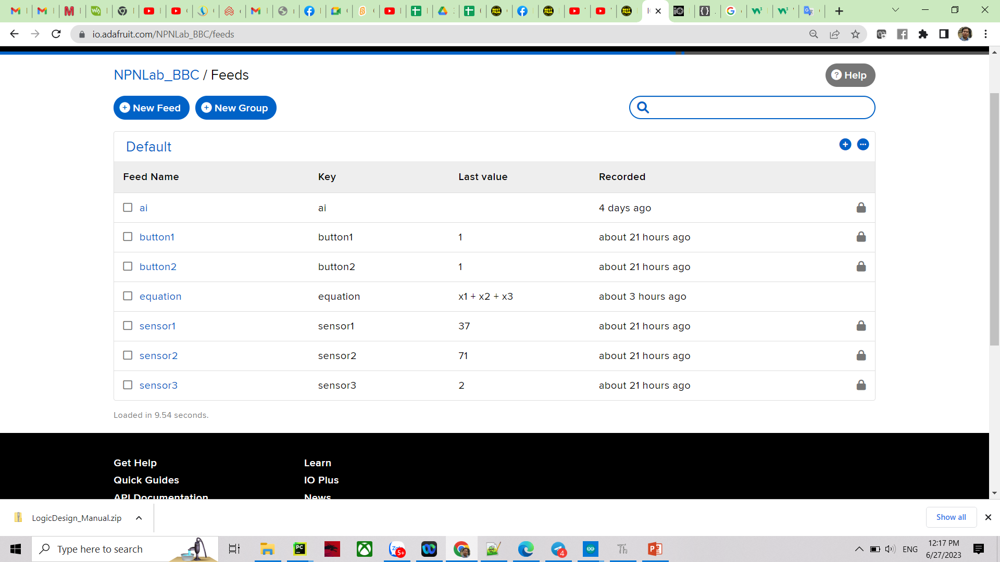 io.adafruit.com/NPNLab_BBC/feeds
NPNLab_BBC / Feeds
Help
New Feed
New Group
Default
Feed Name Key Last value Recorded
ai ai 4 days ago
button1 button1 1 about 21 hours ago
button2 button2 1 about 21 hours ago
equation equation x1 + x2 + x3 about 3 hours ago
sensor1 sensor1 37 about 21 hours ago
sensor2 sensor2 71 about 21 hours ago
sensor3 sensor3 2 about 21 hours ago
Loaded in 9.54 seconds.
Get Help Learn
Quick Guides IO Plus
API Documentation News
LogicDesign_Manual.zip
Show all
Type here to search
PC
5+
4
Th
ENG
12:17 PM
6/27/2023